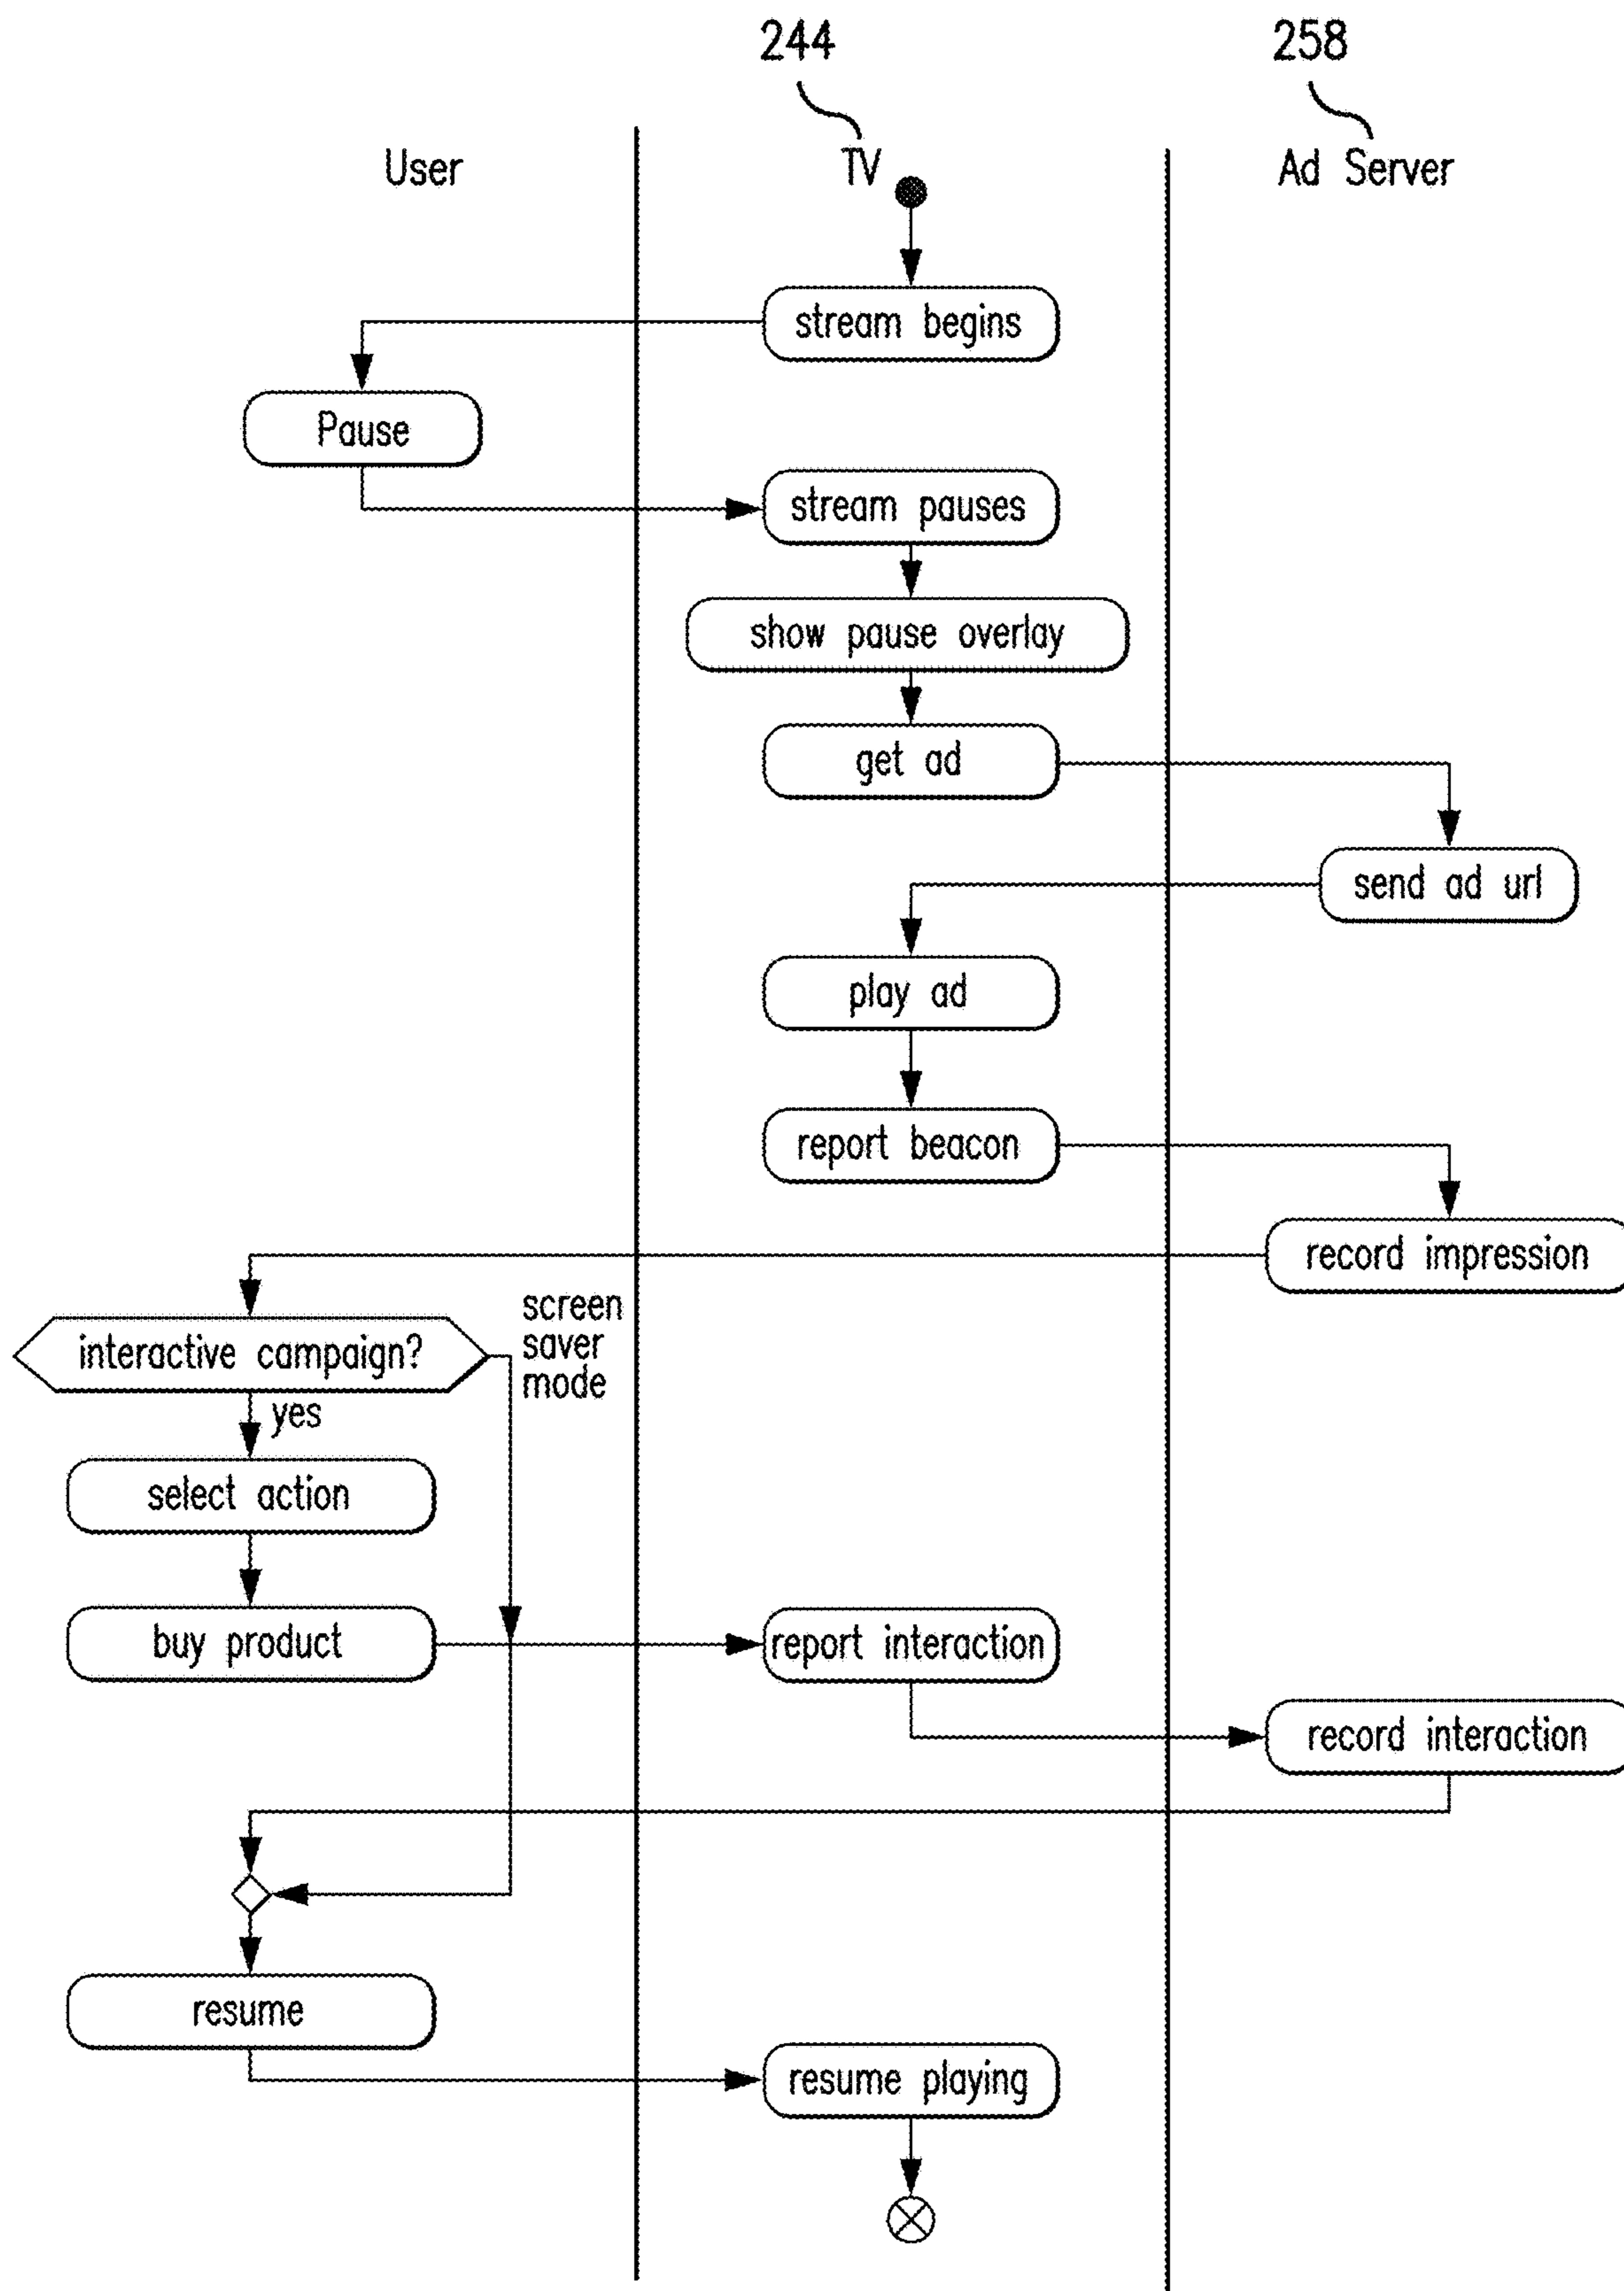 244
258
User
TV
Ad Server
stream begins
Pause
stream pauses
show pause overlay
get ad
send ad url
play ad
report beacon
record impression
interactive campaign?
screen
saver
mode
yes
select action
buy product
report interaction
record interaction
resume
resume playing